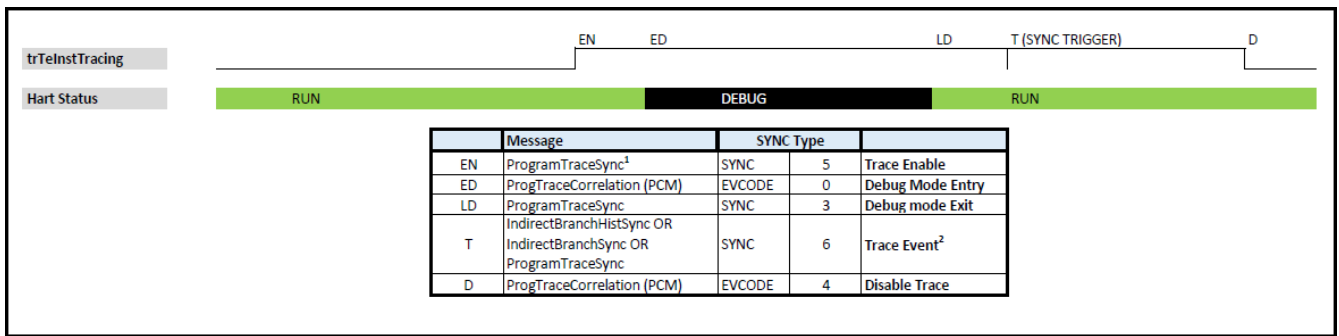 EN ED LD T (SYNC TRIGGER) D
trTeInstTracing
Hart Status RUN DEBUG RUN
Message SYNC Type
EN ProgramTraceSync¹ SYNC 5 Trace Enable
ED ProgTraceCorrelation (PCM) EVCODE 0 Debug Mode Entry
LD ProgramTraceSync SYNC 3 Debug mode Exit
IndirectBranchHistSync OR
T IndirectBranchSync OR SYNC 6 Trace Event²
ProgramTraceSync
D ProgTraceCorrelation (PCM) EVCODE 4 Disable Trace